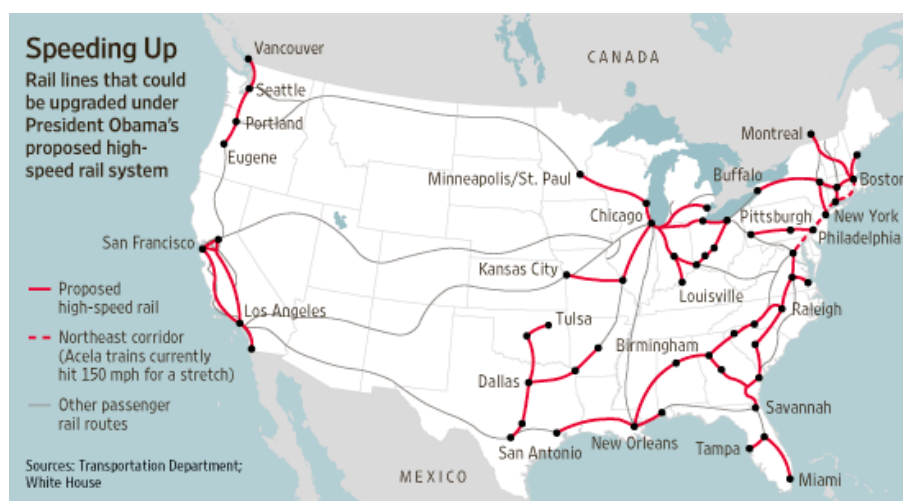 Speeding Up
Rail lines that could
be upgraded under
President Obama's
proposed high-
speed rail system
Vancouver
CANADA
Seattle
Portland
Eugene
Montreal
Minneapolis/St. Paul
Buffalo
Boston
Chicago
Pittsburgh
New York
Philadelphia
San Francisco
Kansas City
Louisville
Proposed
high-speed rail
Los Angeles
Raleigh
Tulsa
Northeast corridor
(Acela trains currently
hit 150 mph for a stretch)
Birmingham
Dallas
Other passenger
rail routes
Savannah
San Antonio
New Orleans
Tampa
Sources: Transportation Department;
White House
MEXICO
Miami